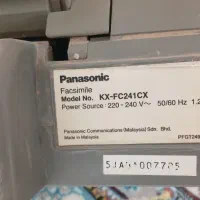 Panasonic
Facsimile
Model No. KX-FC241CX
Power Source : 220 - 240 V~ 50/60 Hz 1.2
Panasonic Communications (Malaysia) Sdn. Bhd.
Made in Malaysia